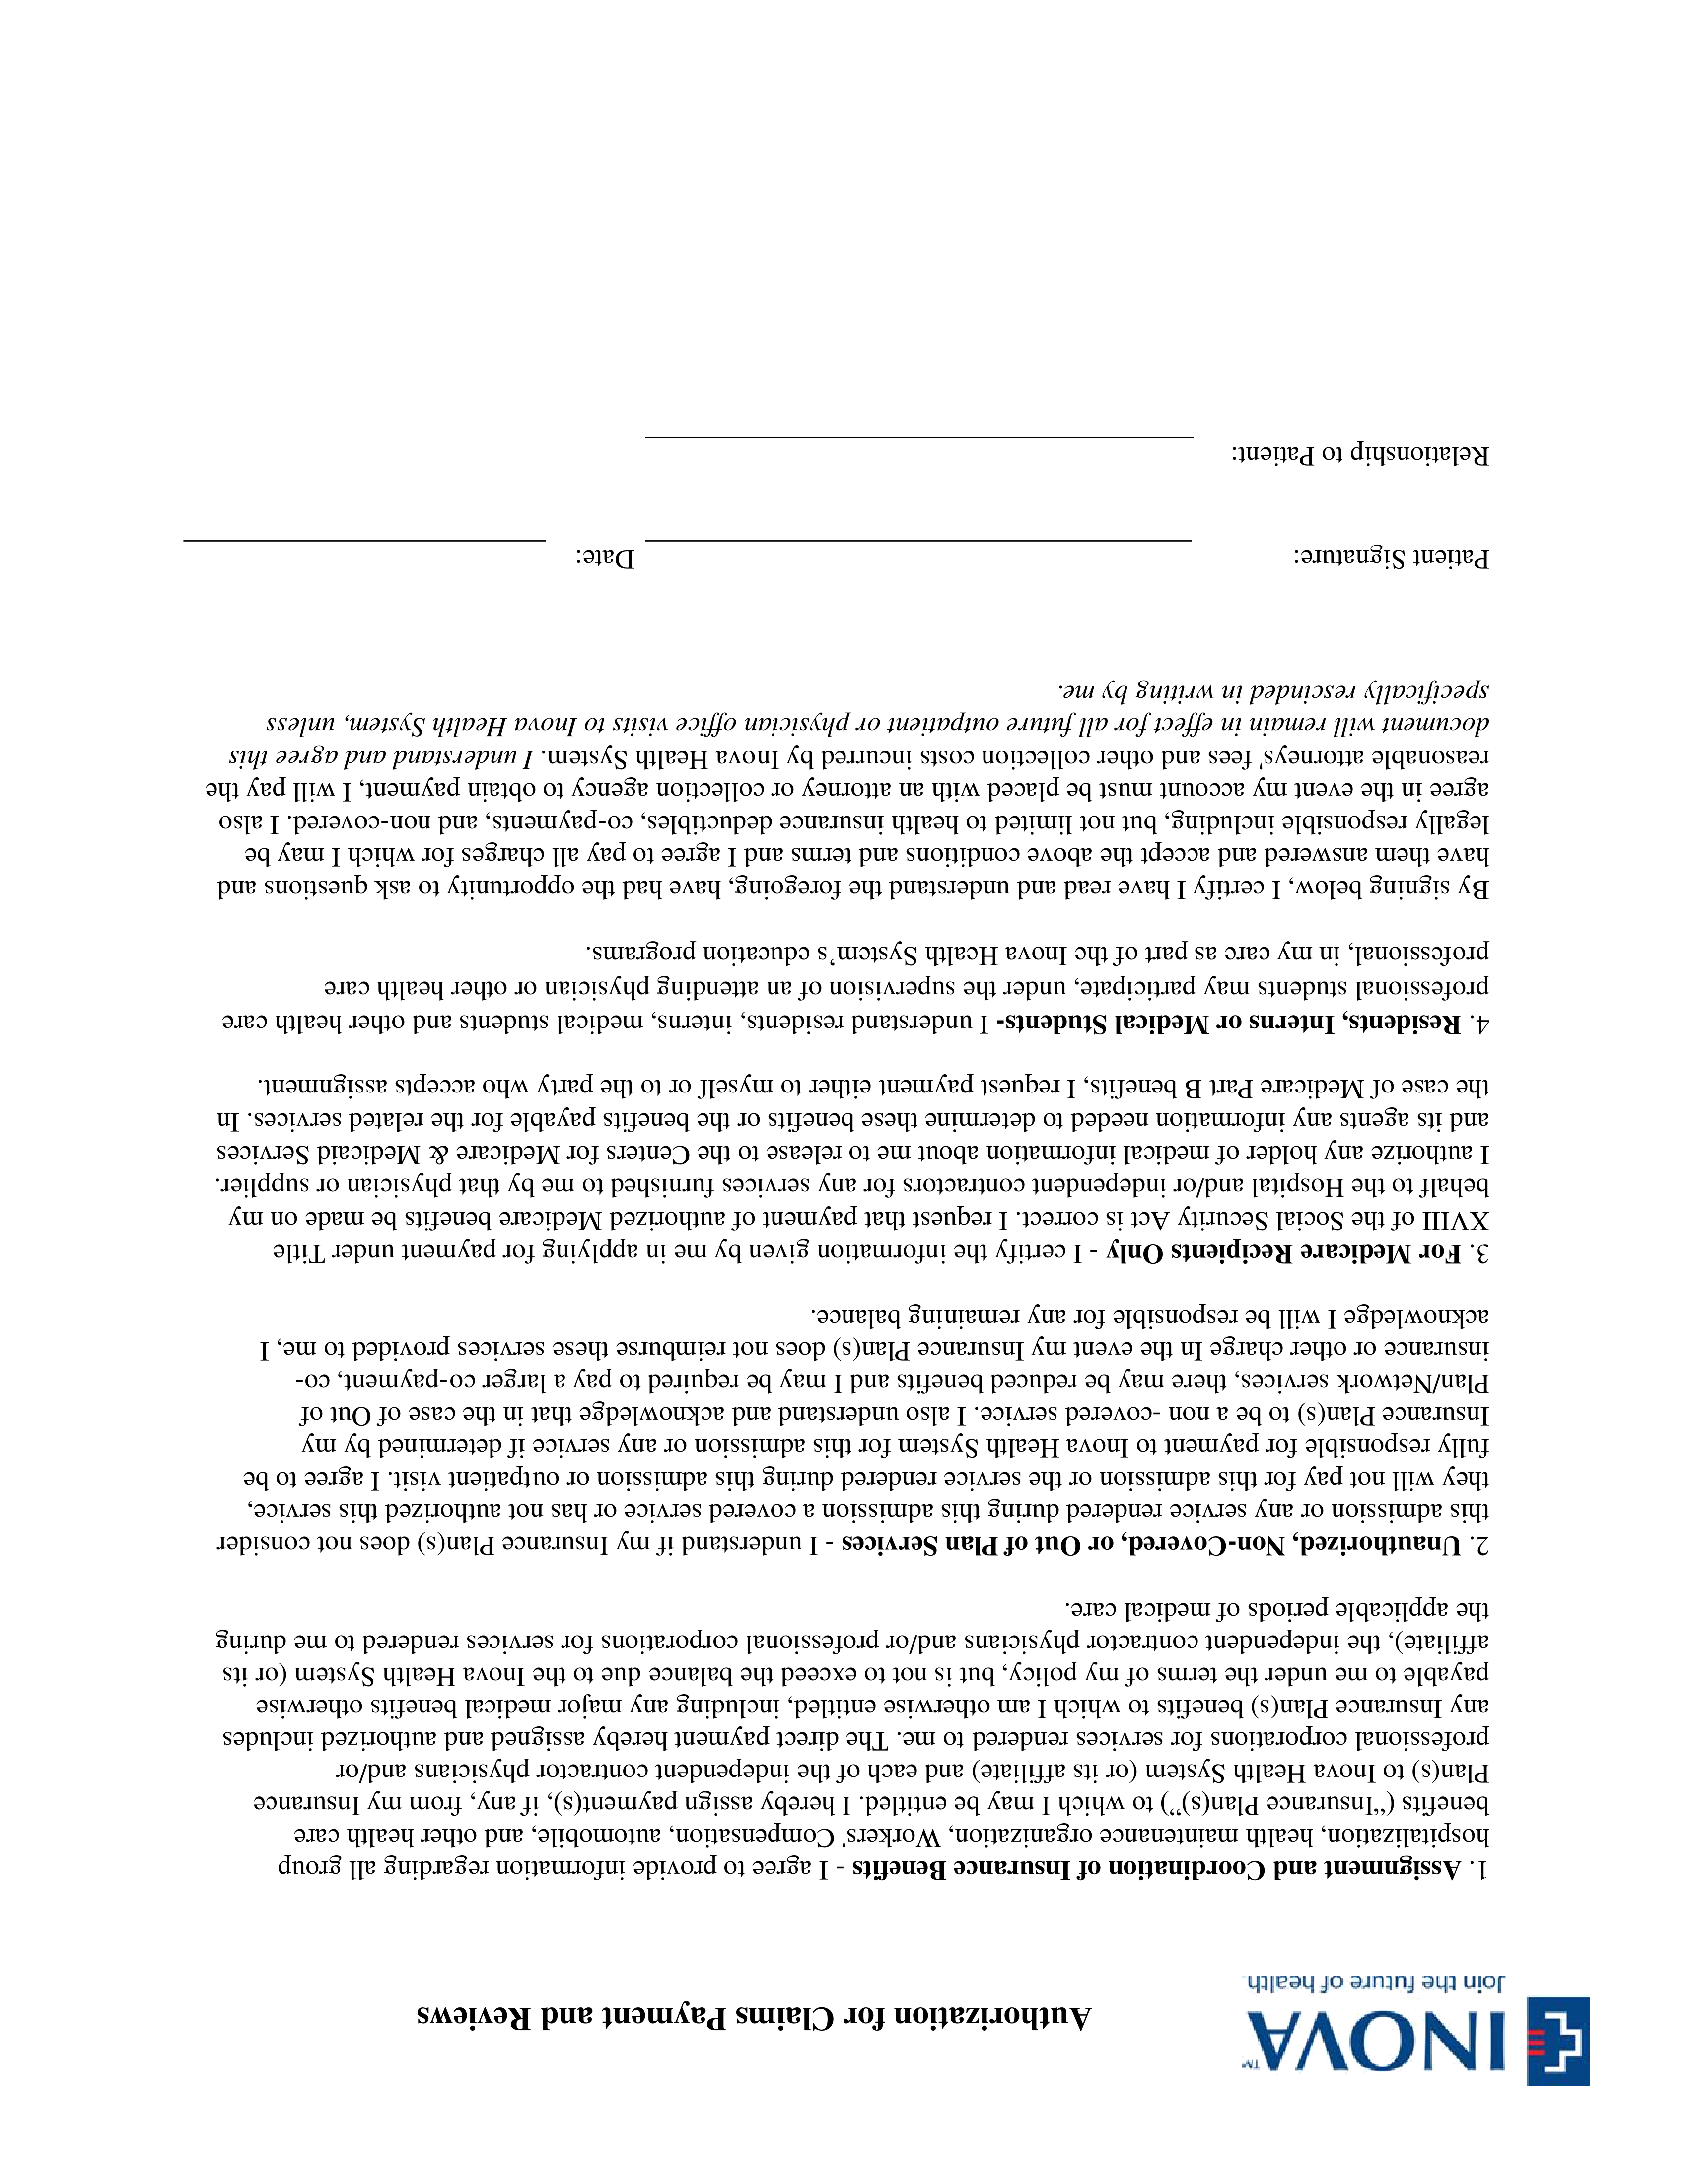 INOVA™
Join the future of health.
Authorization for Claims Payment and Reviews
1. Assignment and Coordination of Insurance Benefits - I agree to provide information regarding all group
hospitalization, health maintenance organization, Workers' Compensation, automobile, and other health care
benefits (“Insurance Plan(s)”) to which I may be entitled. I hereby assign payment(s), if any, from my Insurance
Plan(s) to Inova Health System (or its affiliate) and each of the independent contractor physicians and/or
professional corporations for services rendered to me. The direct payment hereby assigned and authorized includes
any Insurance Plan(s) benefits to which I am otherwise entitled, including any major medical benefits otherwise
payable to me under the terms of my policy, but is not to exceed the balance due to the Inova Health System (or its
affiliate), the independent contractor physicians and/or professional corporations for services rendered to me during
the applicable periods of medical care.
2. Unauthorized, Non-Covered, or Out of Plan Services - I understand if my Insurance Plan(s) does not consider
this admission or any service rendered during this admission a covered service or has not authorized this service,
they will not pay for this admission or the service rendered during this admission or outpatient visit. I agree to be
fully responsible for payment to Inova Health System for this admission or any service if determined by my
Insurance Plan(s) to be a non -covered service. I also understand and acknowledge that in the case of Out of
Plan/Network services, there may be reduced benefits and I may be required to pay a larger co-payment, co-
insurance or other charge In the event my Insurance Plan(s) does not reimburse these services provided to me, I
acknowledge I will be responsible for any remaining balance.
3. For Medicare Recipients Only - I certify the information given by me in applying for payment under Title
XVIII of the Social Security Act is correct. I request that payment of authorized Medicare benefits be made on my
behalf to the Hospital and/or independent contractors for any services furnished to me by that physician or supplier.
I authorize any holder of medical information about me to release to the Centers for Medicare & Medicaid Services
and its agents any information needed to determine these benefits or the benefits payable for the related services. In
the case of Medicare Part B benefits, I request payment either to myself or to the party who accepts assignment.
4. Residents, Interns or Medical Students- I understand residents, interns, medical students and other health care
professional students may participate, under the supervision of an attending physician or other health care
professional, in my care as part of the Inova Health System’s education programs.
By signing below, I certify I have read and understand the foregoing, have had the opportunity to ask questions and
have them answered and accept the above conditions and terms and I agree to pay all charges for which I may be
legally responsible including, but not limited to health insurance deductibles, co-payments, and non-covered. I also
agree in the event my account must be placed with an attorney or collection agency to obtain payment, I will pay the
reasonable attorneys' fees and other collection costs incurred by Inova Health System. I understand and agree this
document will remain in effect for all future outpatient or physician office visits to Inova Health System, unless
specifically rescinded in writing by me.
Patient Signature: Date:
Relationship to Patient: